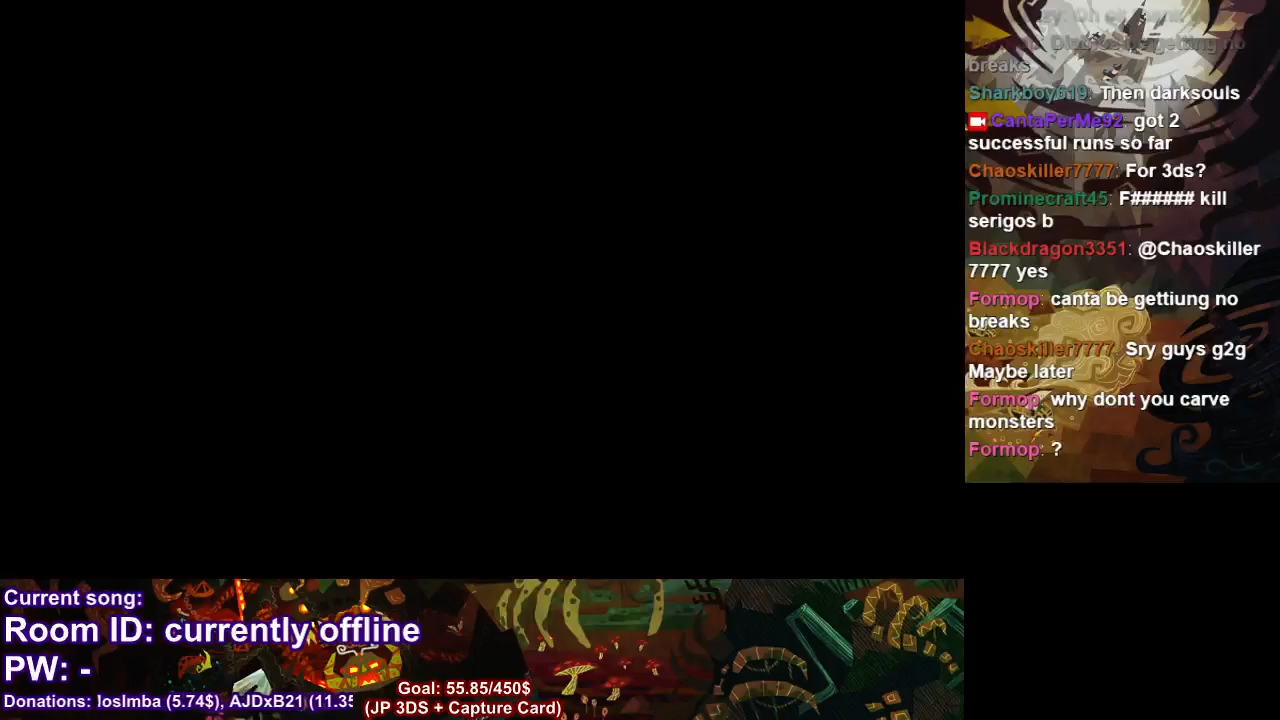 breaks
Sharkboy619: Then darksouls
CantaPerMe92: got 2
successful runs so far
Chaoskiller7777: For 3ds?
Prominecraft45: F###### kill
serigos b
Blackdragon3351: @Chaoskiller
7777 yes
Formop: canta be gettiung no
breaks
Chaoskiller7777: Sry guys g2g
Maybe later
Formop: why dont you carve
monsters
Formop: ?
Current song:
Room ID: currently offline
PW: -
Donations: losImba (5.74$), AJDxB21 (11.35
Goal: 55.85/450$
(JP 3DS + Capture Card)